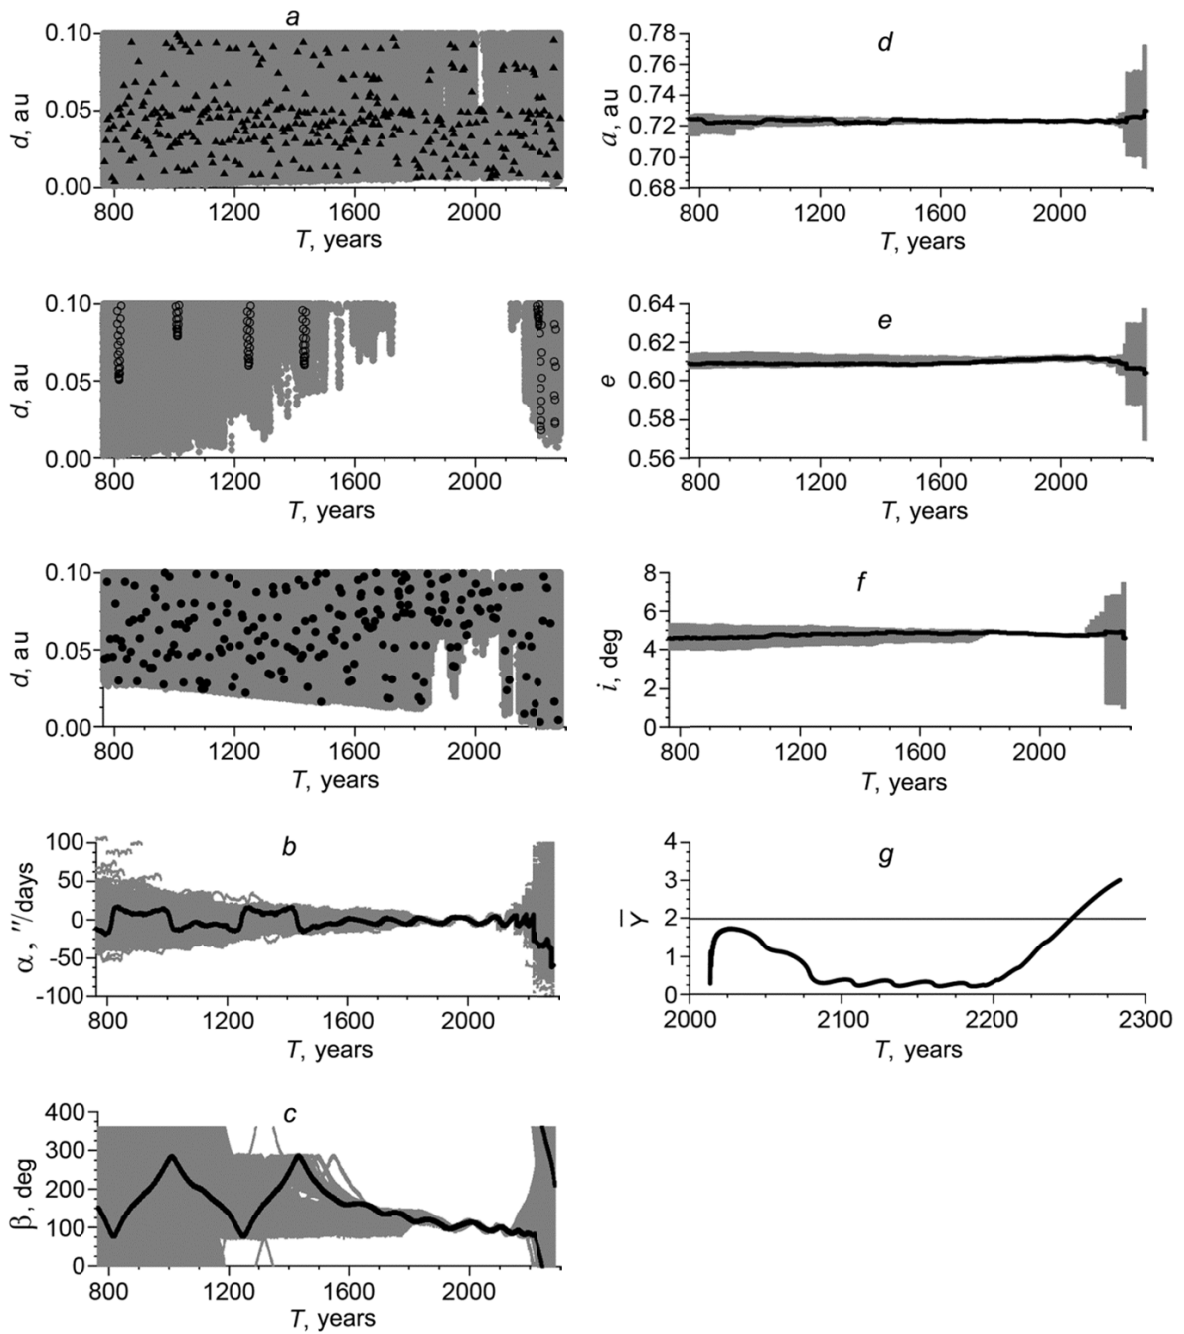 a
0.10
0.05
0.00
d, au
800 1200 1600 2000
T, years
0.10
0.05
0.00
d, au
800 1200 1600 2000
T, years
0.10
0.05
0.00
d, au
800 1200 1600 2000
T, years
b
100
50
0
-50
-100
α, ″/days
800 1200 1600 2000
T, years
c
400
300
200
100
0
β, deg
800 1200 1600 2000
T, years
d
0.78
0.76
0.74
0.72
0.70
0.68
a, au
800 1200 1600 2000
T, years
e
0.64
0.62
0.60
0.58
0.56
e
800 1200 1600 2000
T, years
f
8
6
4
2
0
i, deg
800 1200 1600 2000
T, years
g
4
3
2
1
0
Y̅
2000 2100 2200 2300
T, years